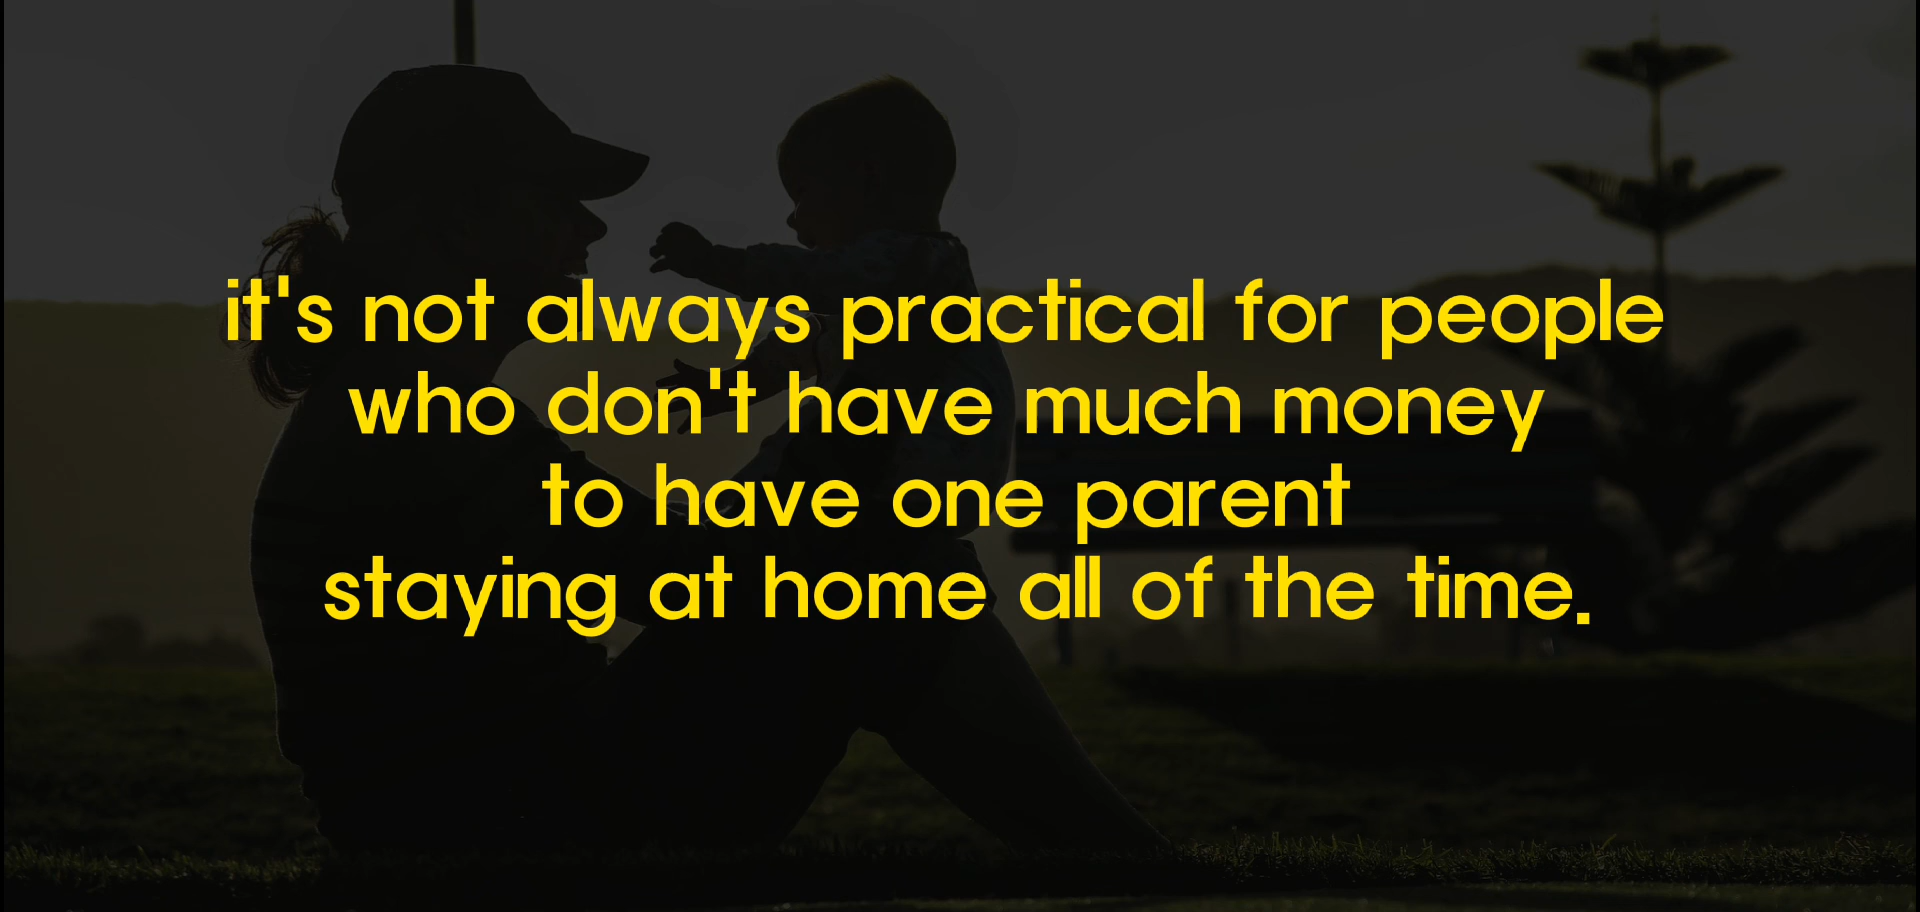 it's not always practical for people
who don't have much money
to have one parent
staying at home all of the time.